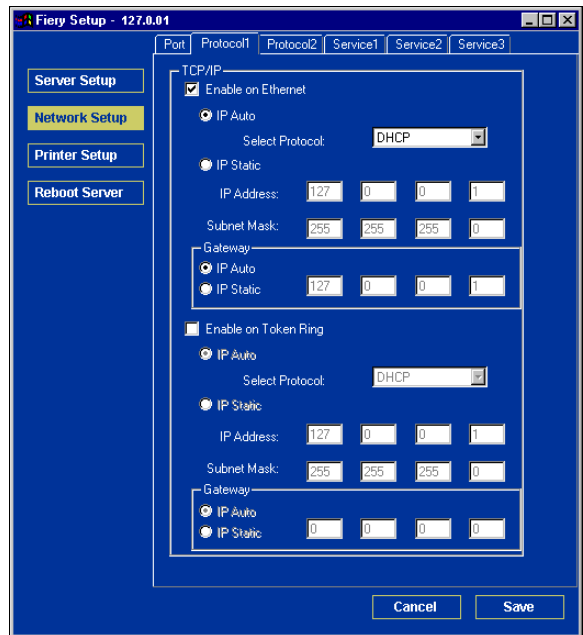 Fiery Setup - 127.0.01
Port Protocol1 Protocol2 Service1 Service2 Service3
Server Setup
Network Setup
Printer Setup
Reboot Server
TCP/IP
Enable on Ethernet
IP Auto
Select Protocol: DHCP
IP Static
IP Address: 127 0 0 1
Subnet Mask: 255 255 255 0
Gateway
IP Auto
IP Static 127 0 0 1
Enable on Token Ring
IP Auto
Select Protocol: DHCP
IP Static
IP Address: 127 0 0 1
Subnet Mask: 255 255 255 0
Gateway
IP Auto
IP Static 0 0 0 0
Cancel Save